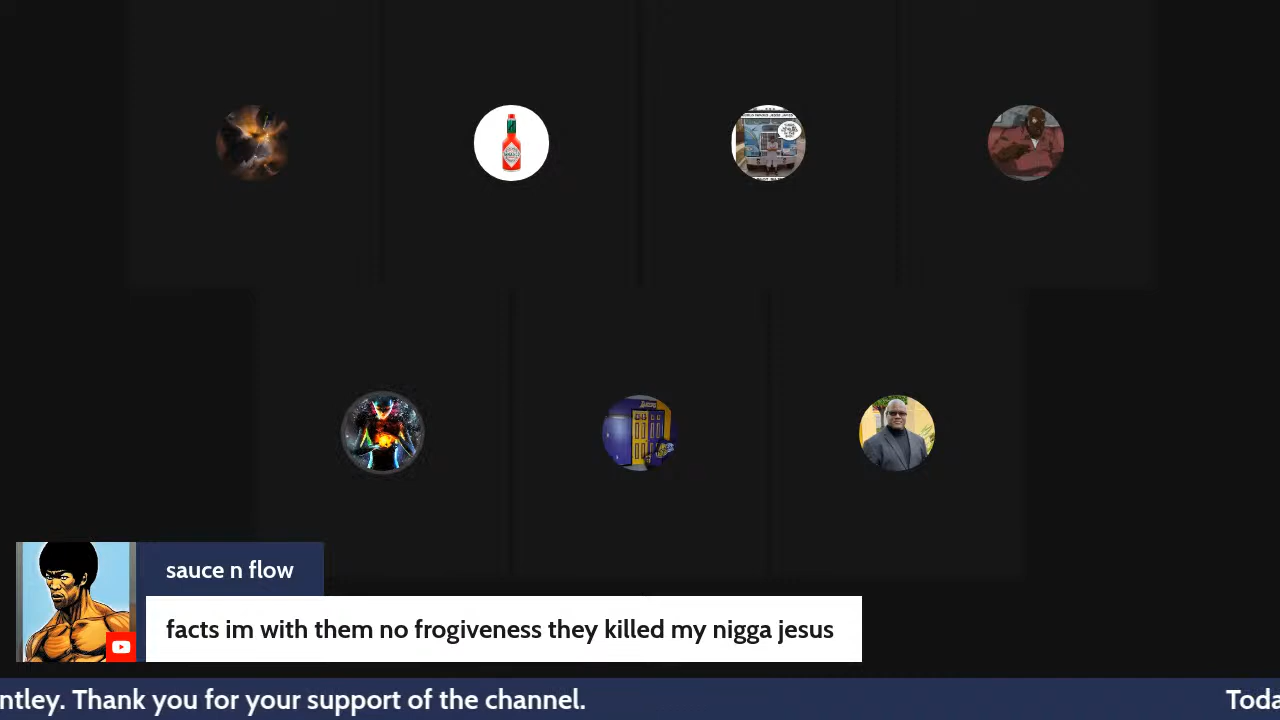 sauce n flow
facts im with them no frogiveness they killed my nigga jesus
ntley. Thank you for your support of the channel.
Toda